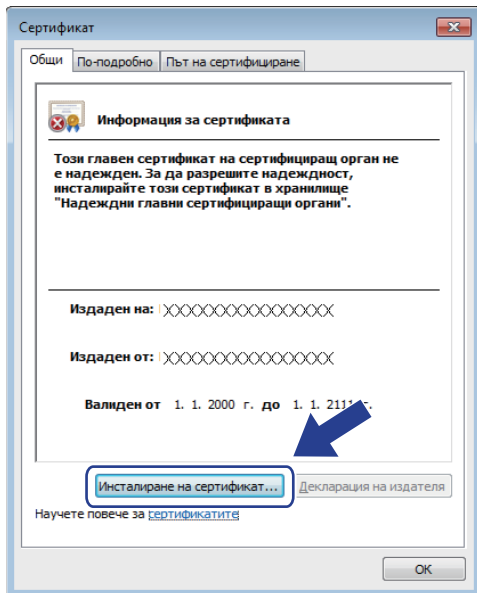 Сертификат
Общи По-подробно Път на сертифициране
Информация за сертификата
Този главен сертификат на сертифициращ орган не
е надежден. За да разрешите надеждност,
инсталирайте този сертификат в хранилище
"Надеждни главни сертифициращи органи".
Издаден на: XXXXXXXXXXXXXXXX
Издаден от: XXXXXXXXXXXXXXXX
Валиден от 1. 1. 2000 г. до 1. 1. 2111 г.
Инсталиране на сертификат... Декларация на издателя
Научете повече за сертификатите
OK